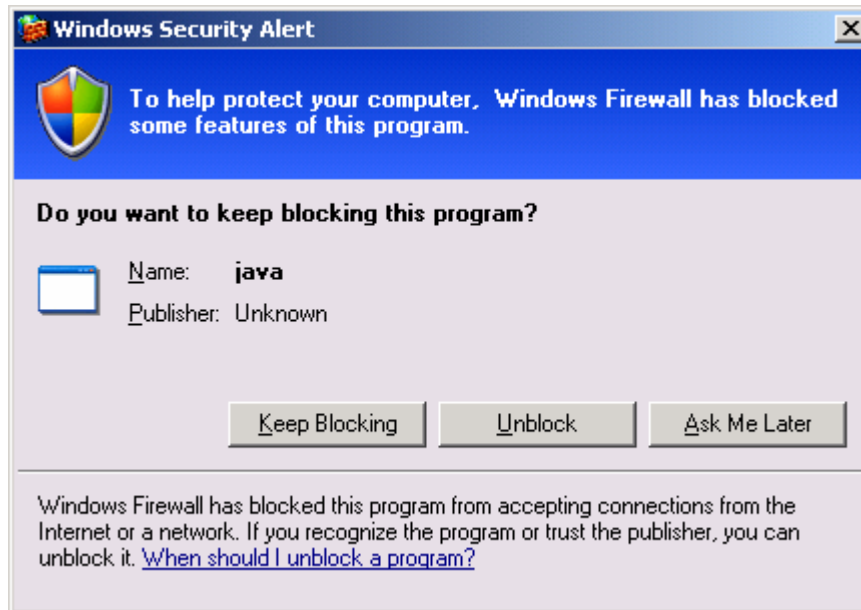 Windows Security Alert
To help protect your computer, Windows Firewall has blocked
some features of this program.
Do you want to keep blocking this program?
Name: java
Publisher: Unknown
Keep Blocking Unblock Ask Me Later
Windows Firewall has blocked this program from accepting connections from the
Internet or a network. If you recognize the program or trust the publisher, you can
unblock it. When should I unblock a program?